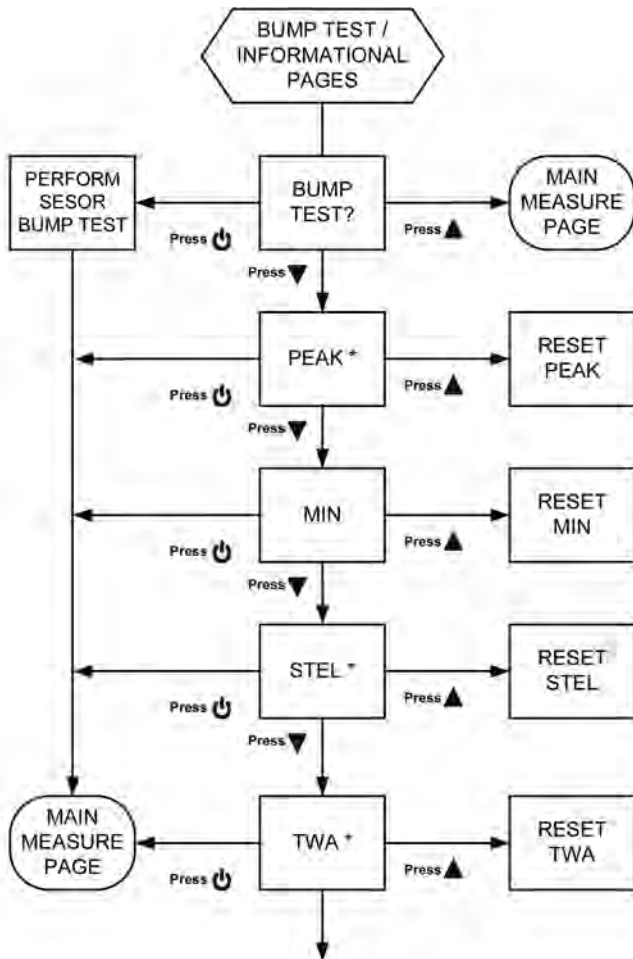 BUMP TEST /
INFORMATIONAL
PAGES
PERFORM
SESOR
BUMP TEST
BUMP
TEST?
MAIN
MEASURE
PAGE
Press
Press
Press
PEAK *
RESET
PEAK
Press
Press
Press
MIN
RESET
MIN
Press
Press
Press
STEL *
RESET
STEL
Press
Press
Press
MAIN
MEASURE
PAGE
TWA *
RESET
TWA
Press
Press